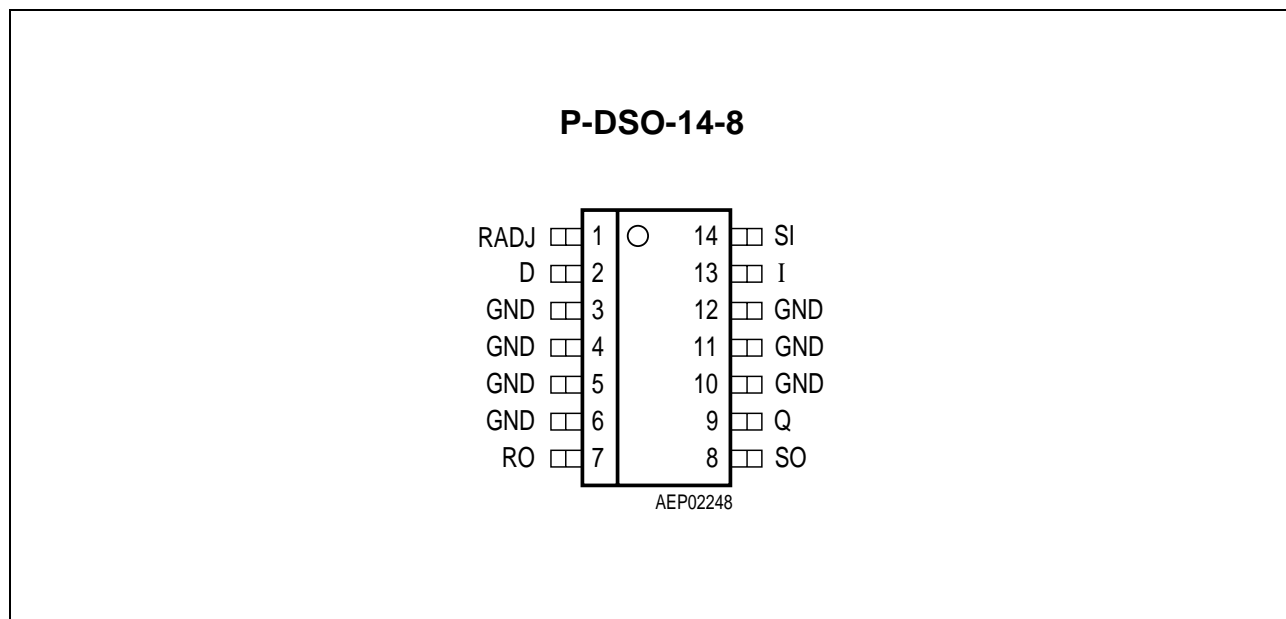 P-DSO-14-8
RADJ 1 14 SI
D 2 13 I
GND 3 12 GND
GND 4 11 GND
GND 5 10 GND
GND 6 9 Q
RO 7 8 SO
AEP02248